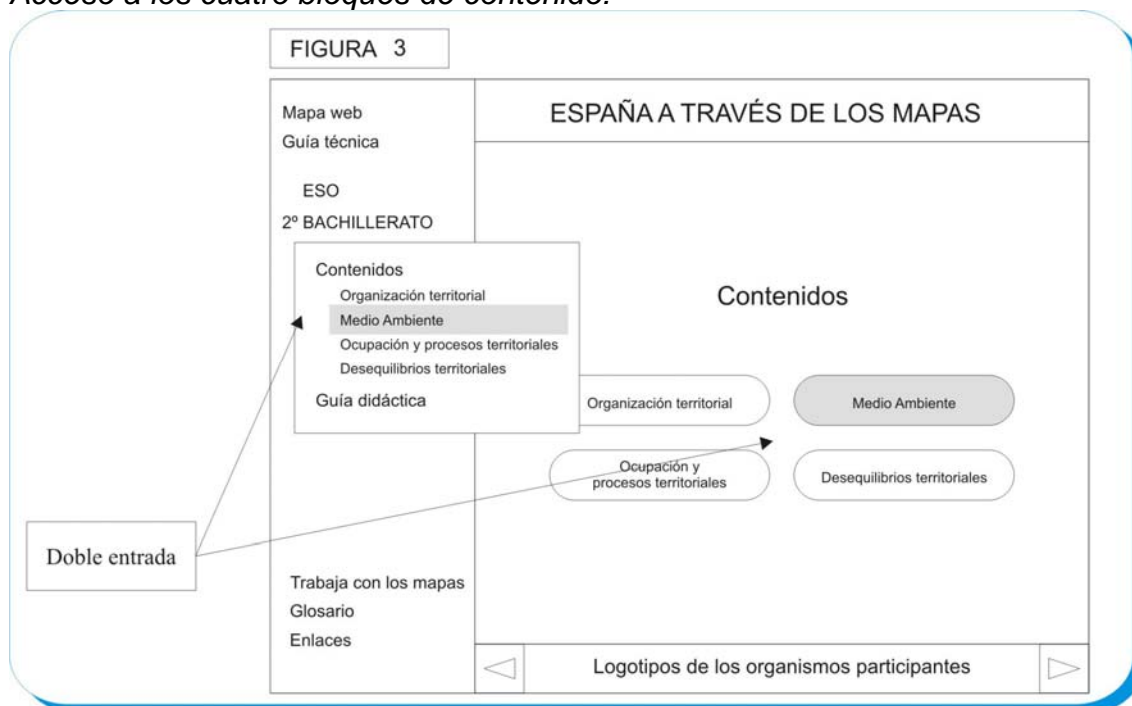 Acceso a los cuatro bloques de contenido.
FIGURA 3
Mapa web
Guía técnica
ESO
2º BACHILLERATO
Contenidos
Organización territorial
Medio Ambiente
Ocupación y procesos territoriales
Desequilibrios territoriales
Guía didáctica
Doble entrada
Trabaja con los mapas
Glosario
Enlaces
ESPAÑA A TRAVÉS DE LOS MAPAS
Contenidos
Organización territorial
Medio Ambiente
Ocupación y
procesos territoriales
Desequilibrios territoriales
Logotipos de los organismos participantes